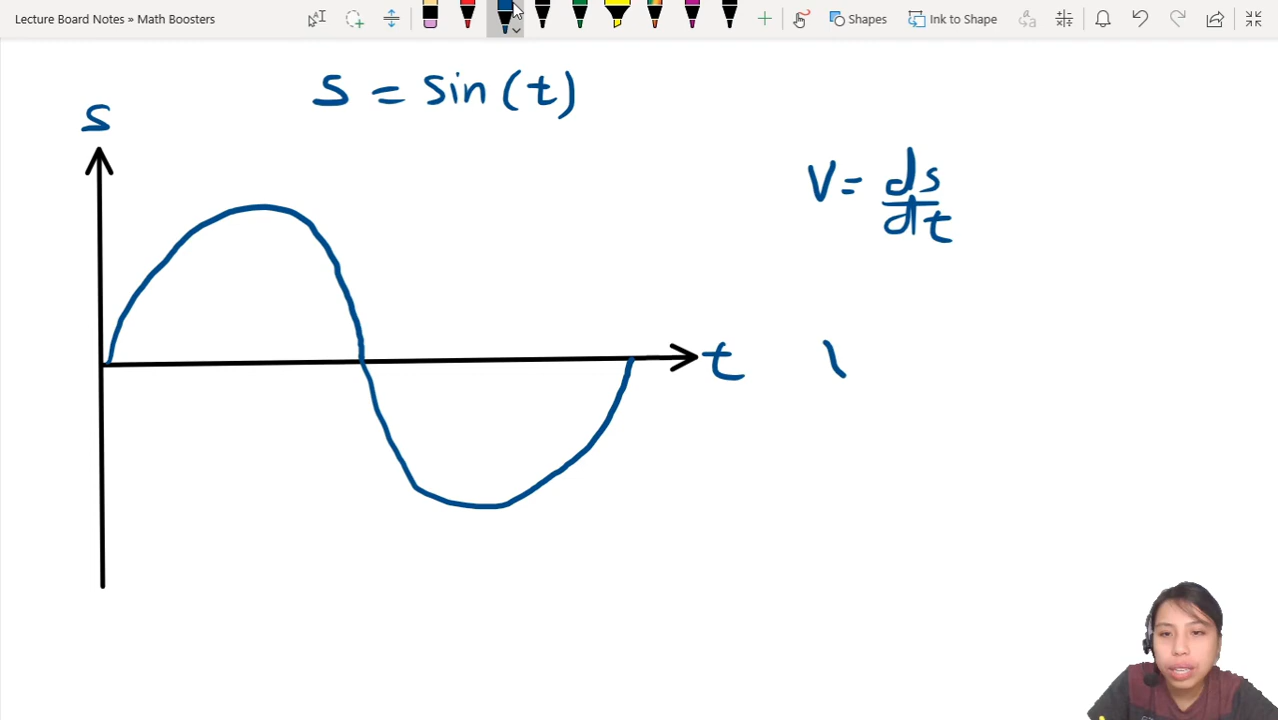 Lecture Board Notes » Math Boosters
Shapes
Ink to Shape
s = sin(t)
s
v = ds/dt
t